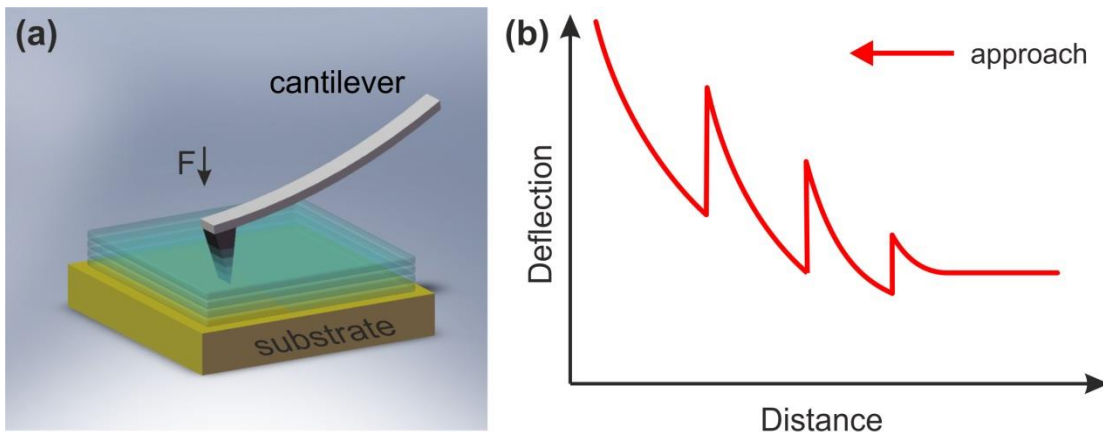 (a)
cantilever
F
substrate
(b)
approach
Deflection
Distance